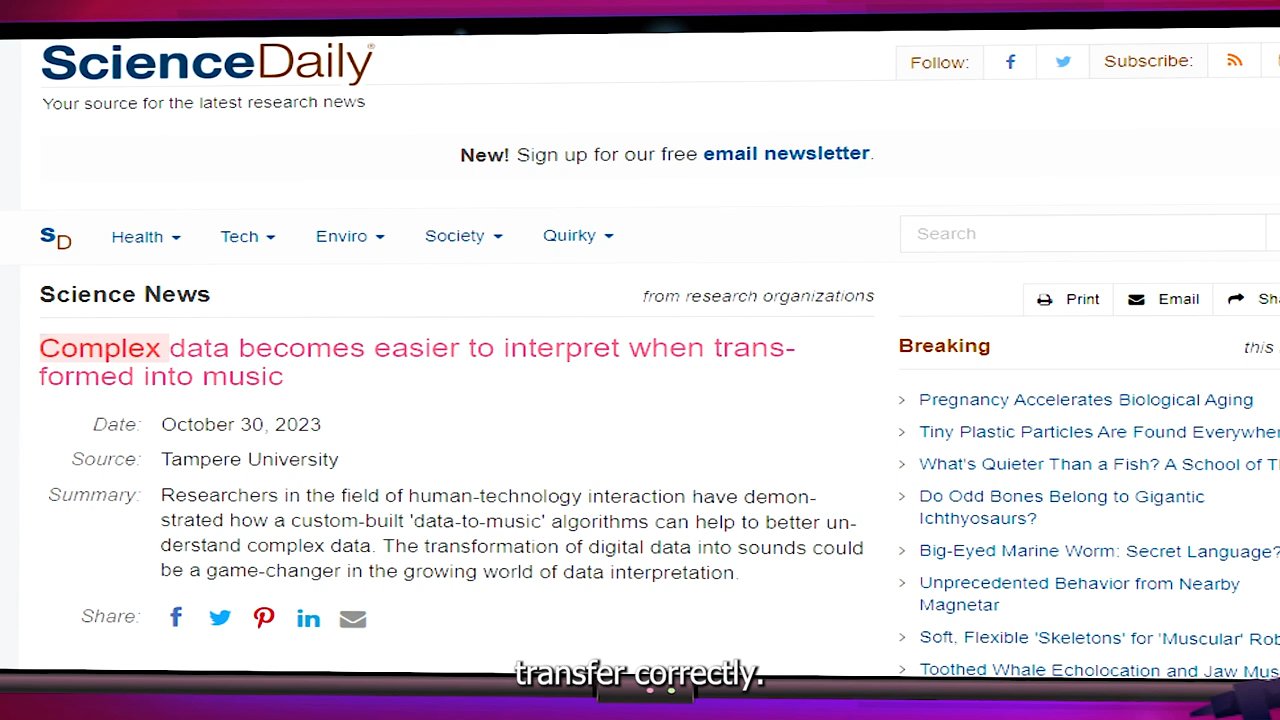 ScienceDaily®
Your source for the latest research news
Follow:
Subscribe:
New! Sign up for our free email newsletter.
SD
Health
Tech
Enviro
Society
Quirky
Search
Science News
from research organizations
Print
Email
Complex data becomes easier to interpret when trans-
formed into music
Date: October 30, 2023
Source: Tampere University
Summary: Researchers in the field of human-technology interaction have demon-
strated how a custom-built 'data-to-music' algorithms can help to better un-
derstand complex data. The transformation of digital data into sounds could
be a game-changer in the growing world of data interpretation.
Share:
Breaking
this
Pregnancy Accelerates Biological Aging
Tiny Plastic Particles Are Found Everywher
What's Quieter Than a Fish? A School of
Do Odd Bones Belong to Gigantic
Ichthyosaurs?
Big-Eyed Marine Worm: Secret Language?
Unprecedented Behavior from Nearby
Magnetar
Soft, Flexible 'Skeletons' for 'Muscular'
Toothed Whale Echolocation and Jaw
transfer correctly.